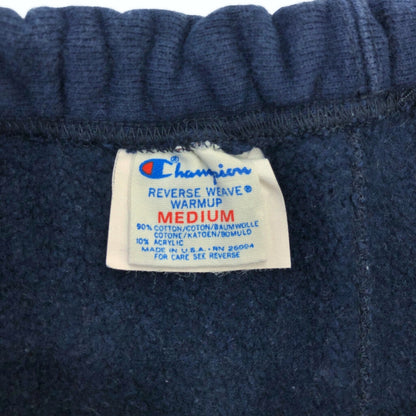 Champion®
REVERSE WEAVE®
WARMUP
MEDIUM
90% COTTON/COTON/BAUMWOLLE
COTONE/KATOEN/BOMULD
10% ACRYLIC
MADE IN U.S.A. - RN 26094
FOR CARE SEE REVERSE